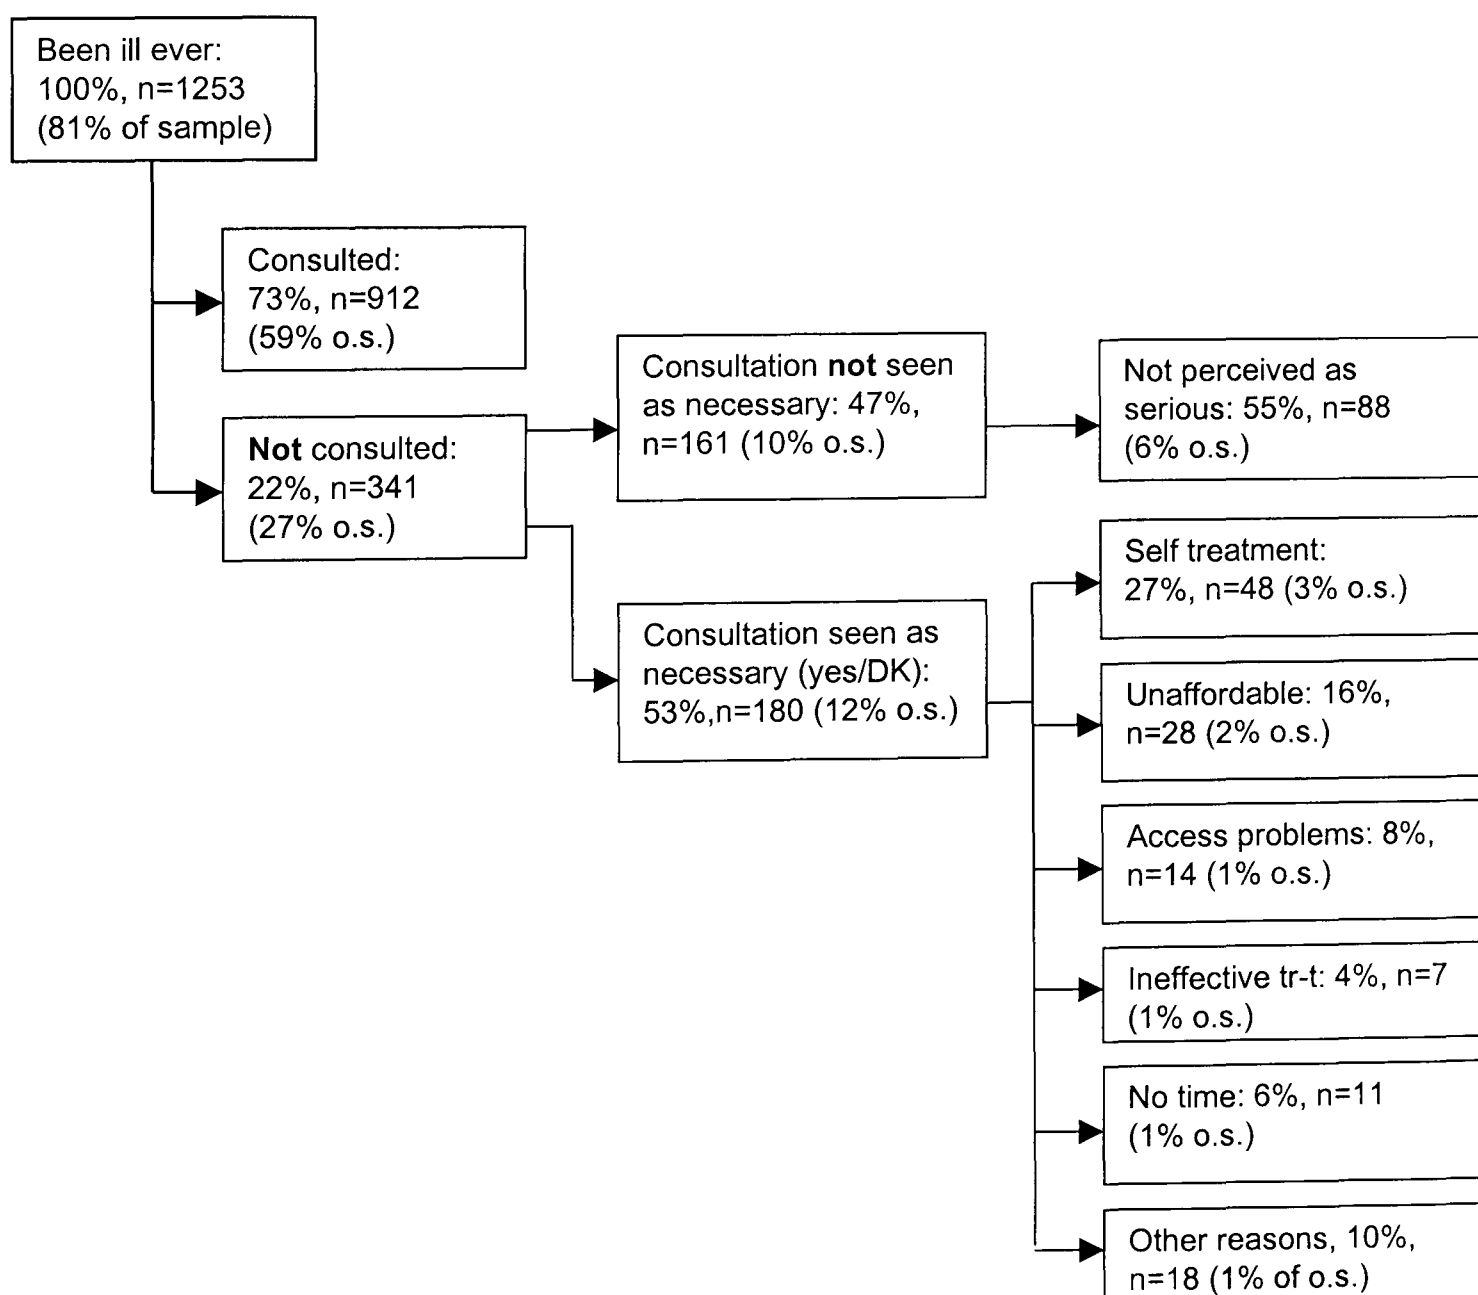 Been ill ever:
100%, n=1253
(81% of sample)
Consulted:
73%, n=912
(59% o.s.)
Not consulted:
22%, n=341
(27% o.s.)
Consultation not seen
as necessary: 47%,
n=161 (10% o.s.)
Consultation seen as
necessary (yes/DK):
53%,n=180 (12% o.s.)
Not perceived as
serious: 55%, n=88
(6% o.s.)
Self treatment:
27%, n=48 (3% o.s.)
Unaffordable: 16%,
n=28 (2% o.s.)
Access problems: 8%,
n=14 (1% o.s.)
Ineffective tr-t: 4%, n=7
(1% o.s.)
No time: 6%, n=11
(1% o.s.)
Other reasons, 10%,
n=18 (1% of o.s.)